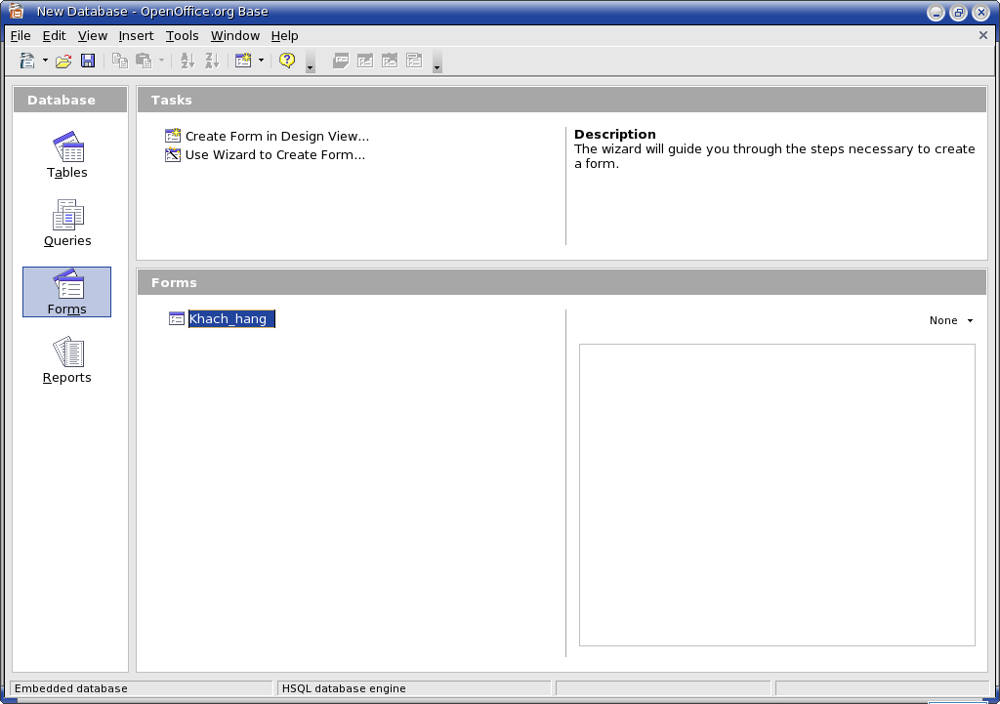 New Database - OpenOffice.org Base
File Edit View Insert Tools Window Help
Database
Tables
Queries
Forms
Reports
Tasks
Create Form in Design View...
Use Wizard to Create Form...
Description
The wizard will guide you through the steps necessary to create
a form.
Forms
Khach_hang
None
Embedded database
HSQL database engine